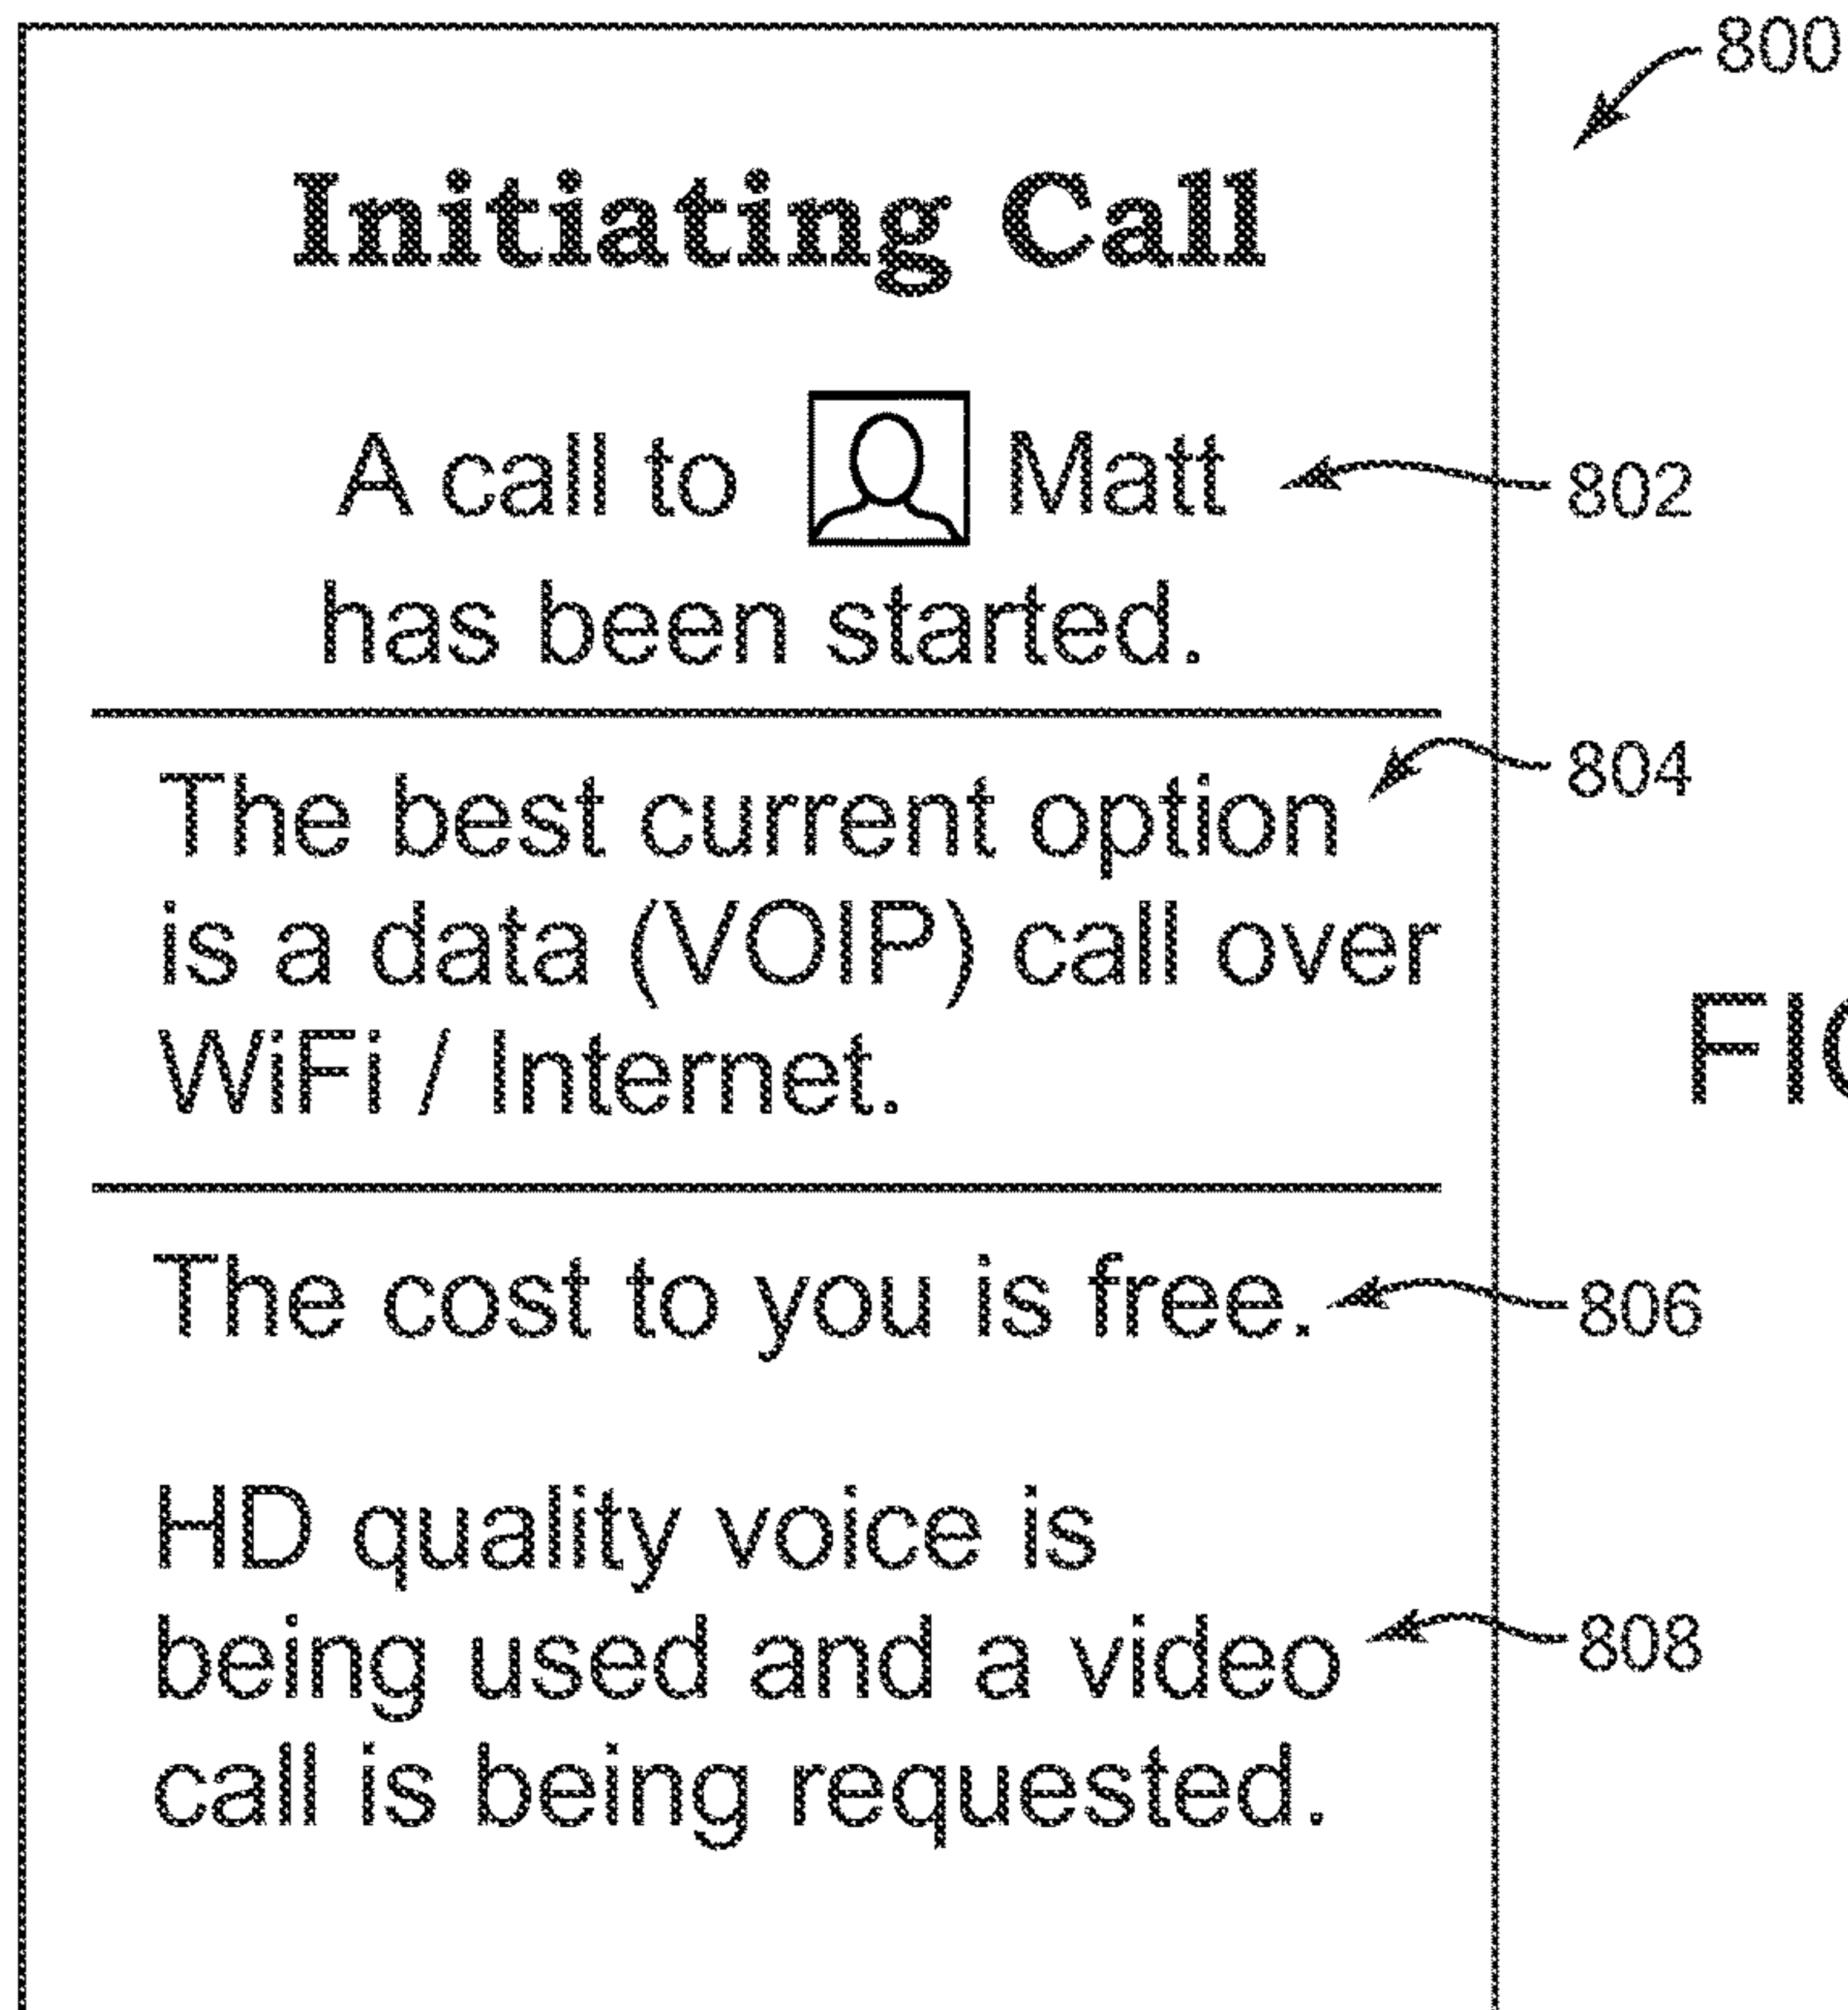 800
Initiating Call
A call to Matt
802
has been started.
804
The best current option
is a data (VOIP) call over
WiFi / Internet.
The cost to you is free.
806
HD quality voice is
being used and a video
808
call is being requested.